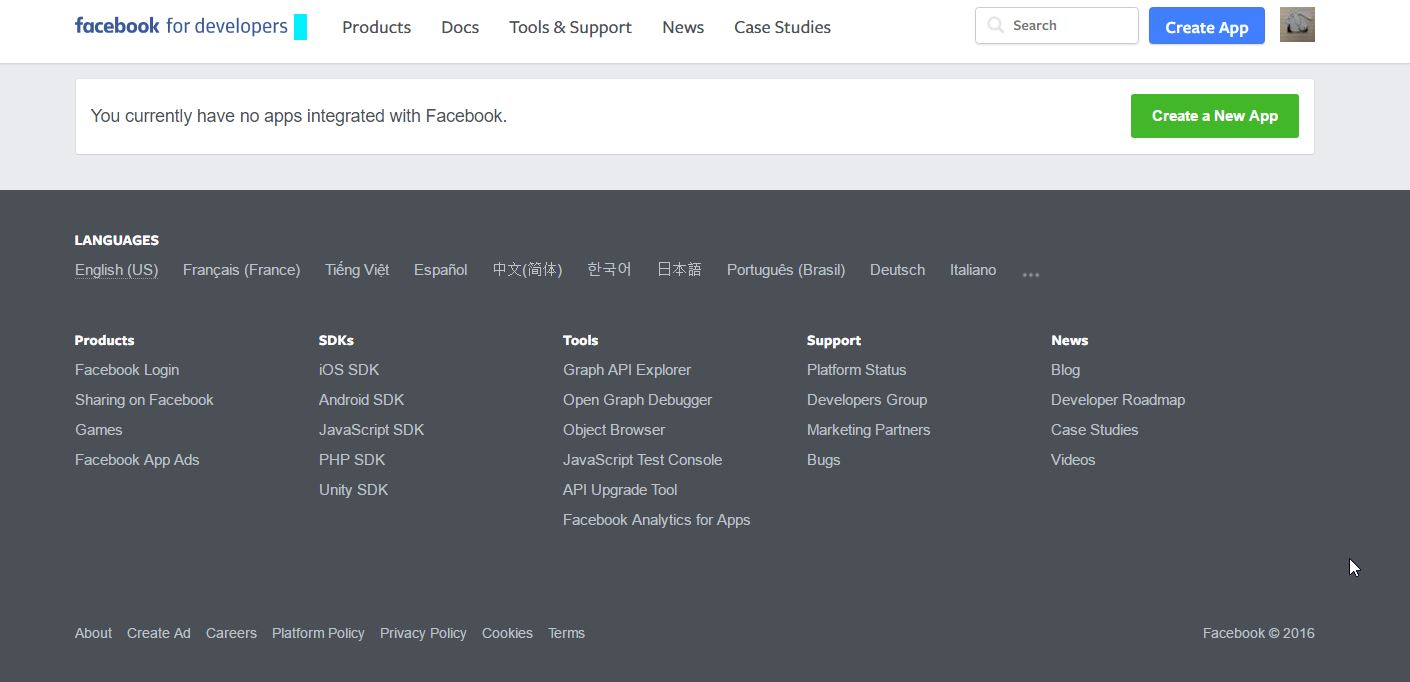 facebook for developers Products Docs Tools & Support News Case Studies Search Create App
You currently have no apps integrated with Facebook. Create a New App
LANGUAGES
English (US) Français (France) Tiếng Việt Español 中文(简体) 한국어 日本語 Português (Brasil) Deutsch Italiano ...
Products SDKs Tools Support News
Facebook Login iOS SDK Graph API Explorer Platform Status Blog
Sharing on Facebook Android SDK Open Graph Debugger Developers Group Developer Roadmap
Games JavaScript SDK Object Browser Marketing Partners Case Studies
Facebook App Ads PHP SDK JavaScript Test Console Bugs Videos
Unity SDK API Upgrade Tool
Facebook Analytics for Apps
About Create Ad Careers Platform Policy Privacy Policy Cookies Terms Facebook © 2016